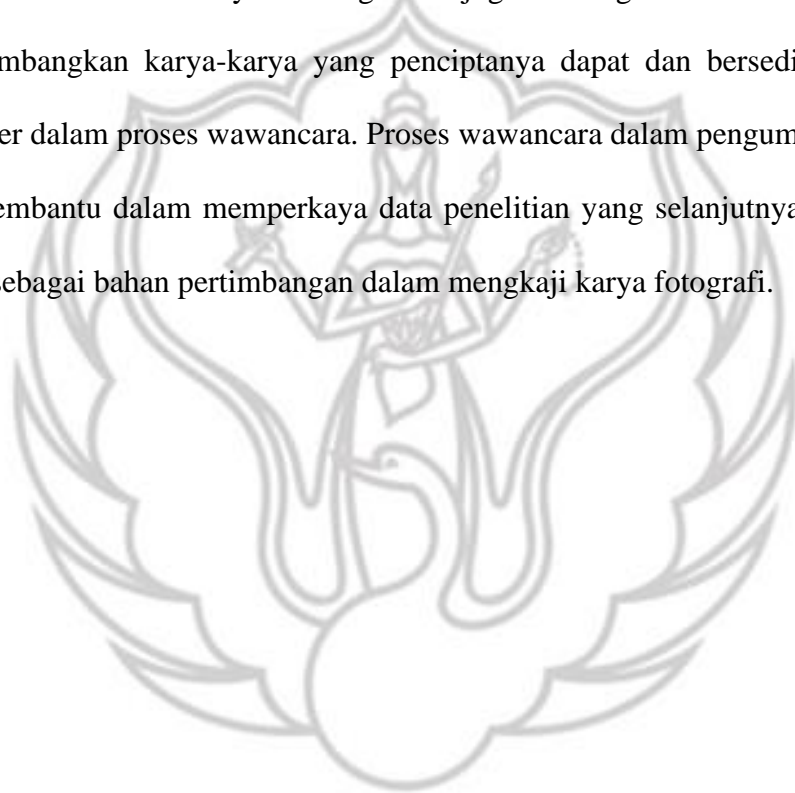 mbangkan karya-karya yang penciptanya dapat dan bersedi
er dalam proses wawancara. Proses wawancara dalam pengum
embantu dalam memperkaya data penelitian yang selanjutnya
sebagai bahan pertimbangan dalam mengkaji karya fotografi.